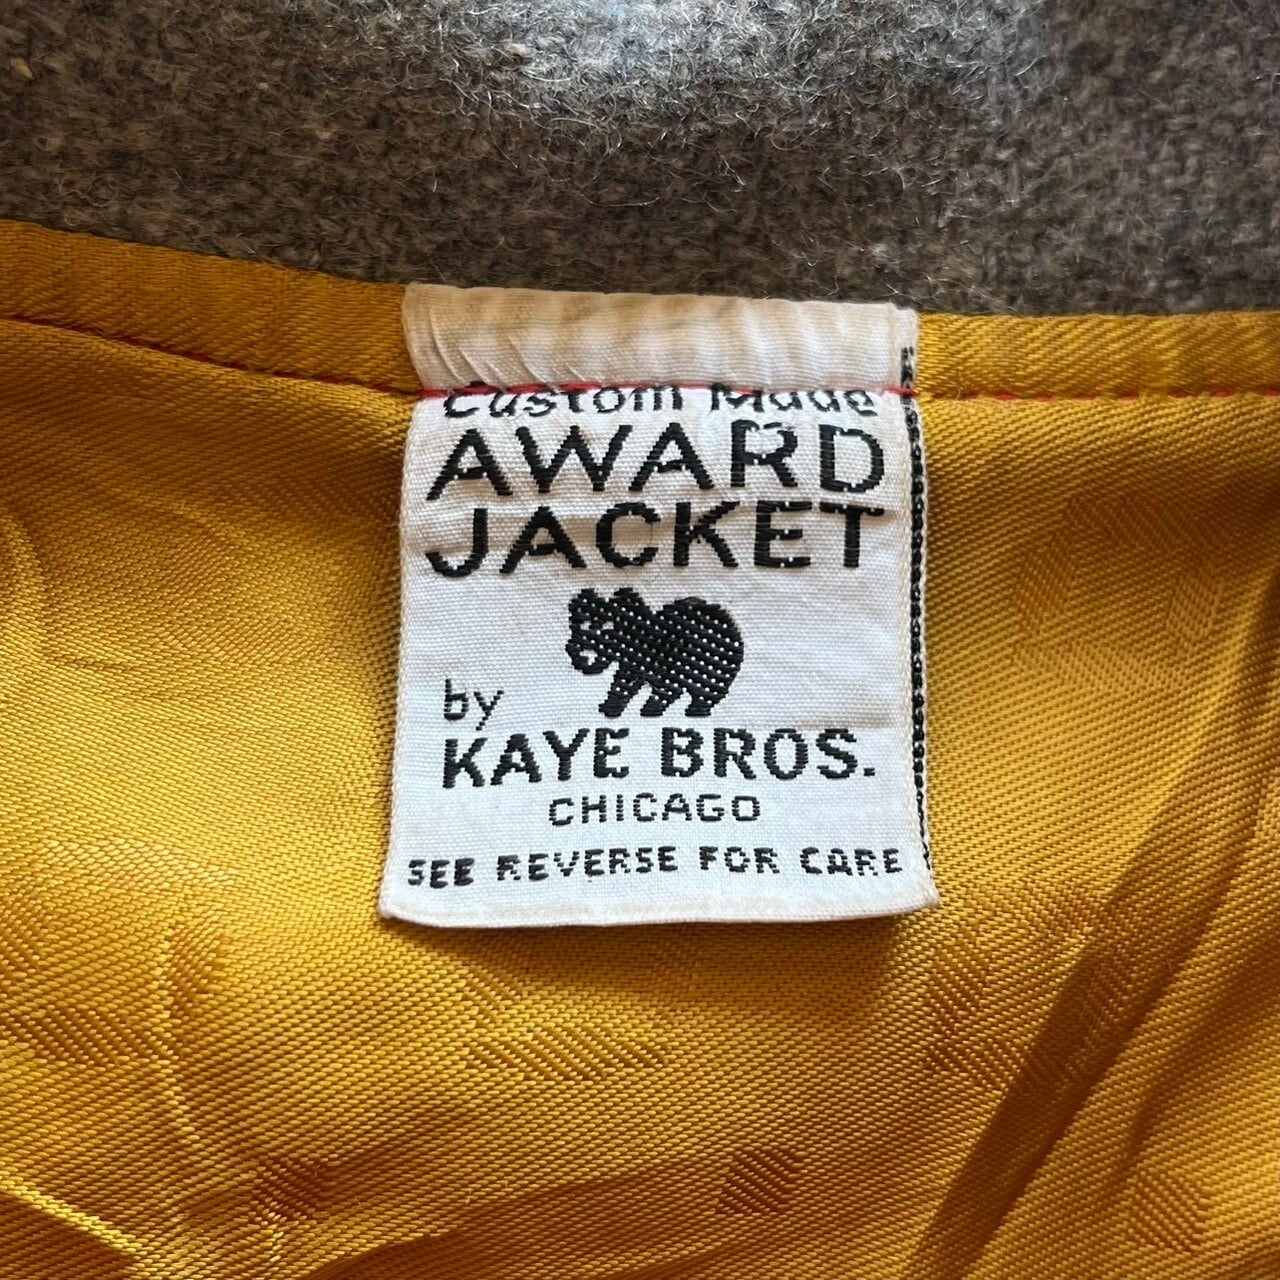 Custom Made
AWARD
JACKET
by
KAYE BROS.
CHICAGO
SEE REVERSE FOR CARE